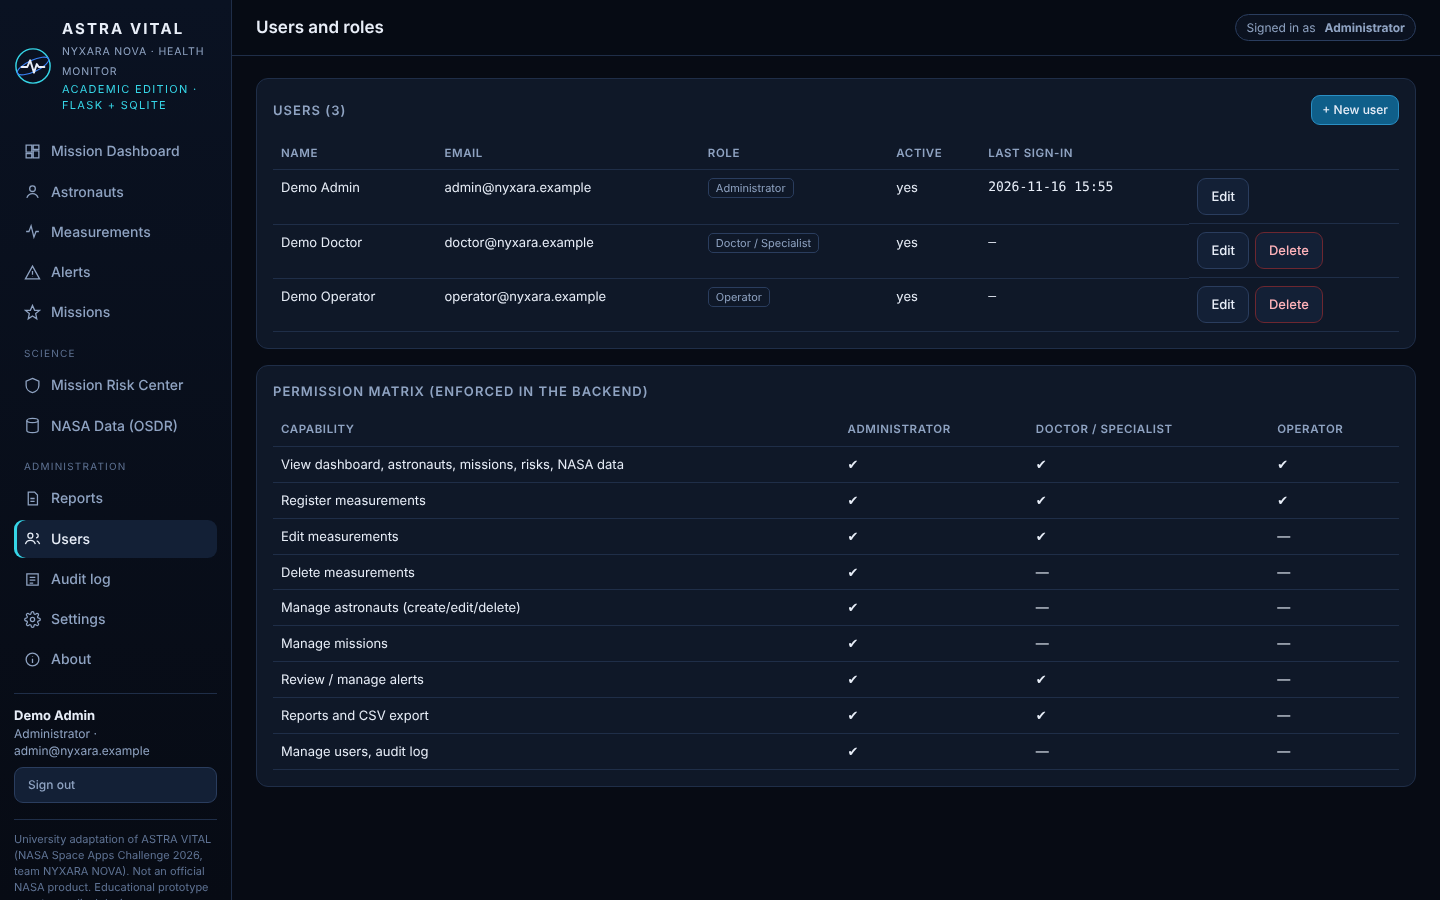 ASTRA VITAL
NYXARA NOVA · HEALTH
MONITOR
ACADEMIC EDITION ·
FLASK + SQLITE
Mission Dashboard
Astronauts
Measurements
Alerts
Missions
SCIENCE
Mission Risk Center
NASA Data (OSDR)
ADMINISTRATION
Reports
Users
Audit log
Settings
About
Demo Admin
Administrator ·
admin@nyxara.example
Sign out
University adaptation of ASTRA VITAL
(NASA Space Apps Challenge 2026,
team NYXARA NOVA). Not an official
NASA product. Educational prototype
Users and roles
Signed in as Administrator
USERS (3)
+ New user
NAME EMAIL ROLE ACTIVE LAST SIGN-IN
Demo Admin admin@nyxara.example Administrator yes 2026-11-16 15:55 Edit
Demo Doctor doctor@nyxara.example Doctor / Specialist yes – Edit Delete
Demo Operator operator@nyxara.example Operator yes – Edit Delete
PERMISSION MATRIX (ENFORCED IN THE BACKEND)
CAPABILITY ADMINISTRATOR DOCTOR / SPECIALIST OPERATOR
View dashboard, astronauts, missions, risks, NASA data ✔ ✔ ✔
Register measurements ✔ ✔ ✔
Edit measurements ✔ ✔ —
Delete measurements ✔ — —
Manage astronauts (create/edit/delete) ✔ — —
Manage missions ✔ — —
Review / manage alerts ✔ ✔ —
Reports and CSV export ✔ ✔ —
Manage users, audit log ✔ — —